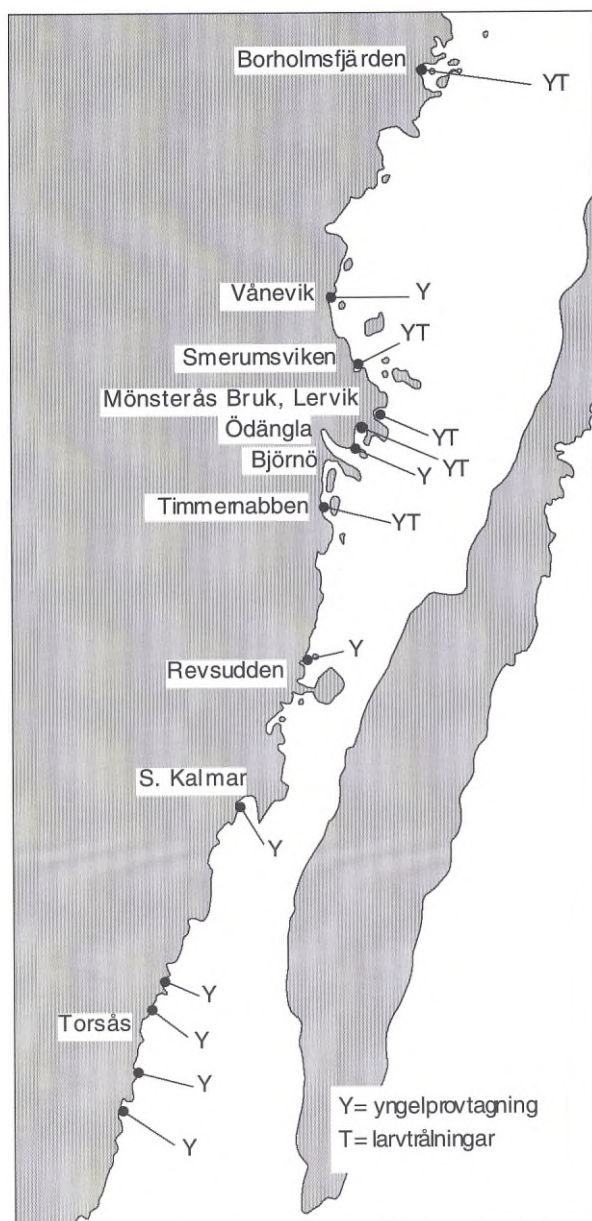 Borholmsfjärden
YT
Vånevik
Y
YT
Smerumsviken
Mönsterås Bruk, Lervik
YT
Ödängla
YT
Björnö
Y
Timmernabben
YT
Y
Revsudden
S. Kalmar
Y
Y
Torsås
Y
Y
Y
Y= yngelprovtagning
T= larvtrålningar